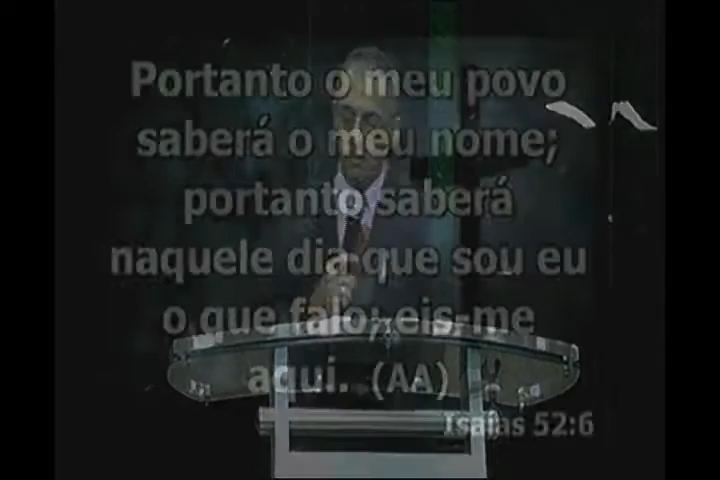 Portanto o meu povo
saberá o meu nome;
portanto saberá
naquele dia que sou eu
o que falo; eis-me
aqui. (AA)
Isaías 52:6